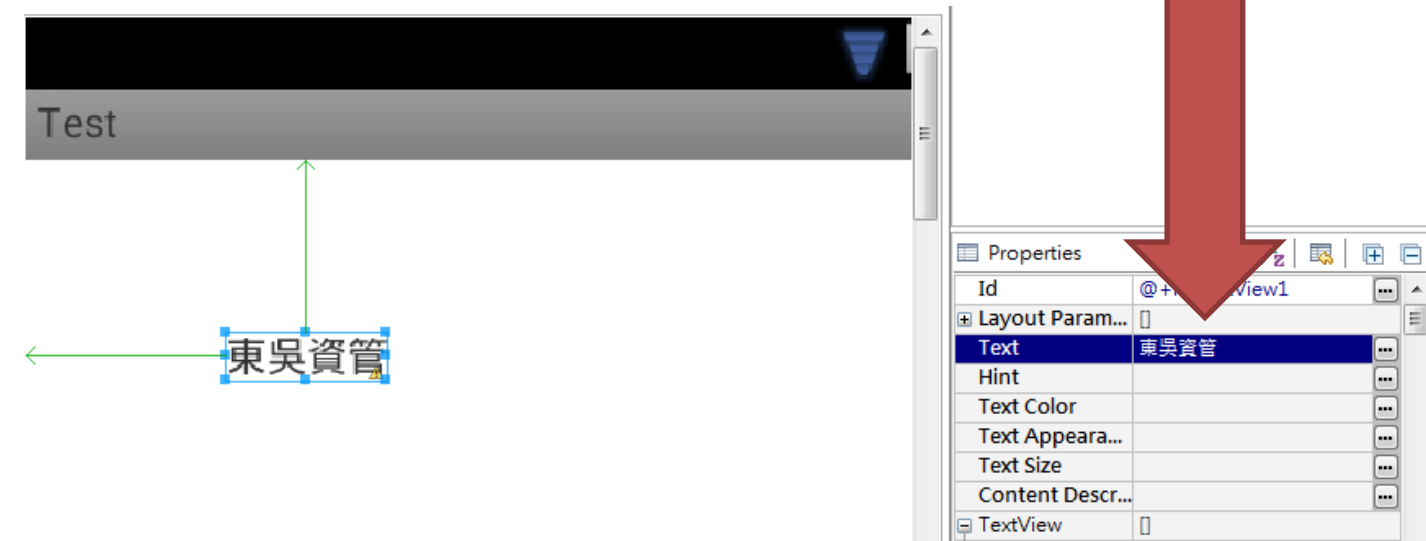 Test
東吳資管
Properties
Id @+ View1
Layout Param... []
Text 東吳資管
Hint
Text Color
Text Appeara...
Text Size
Content Descr...
TextView []